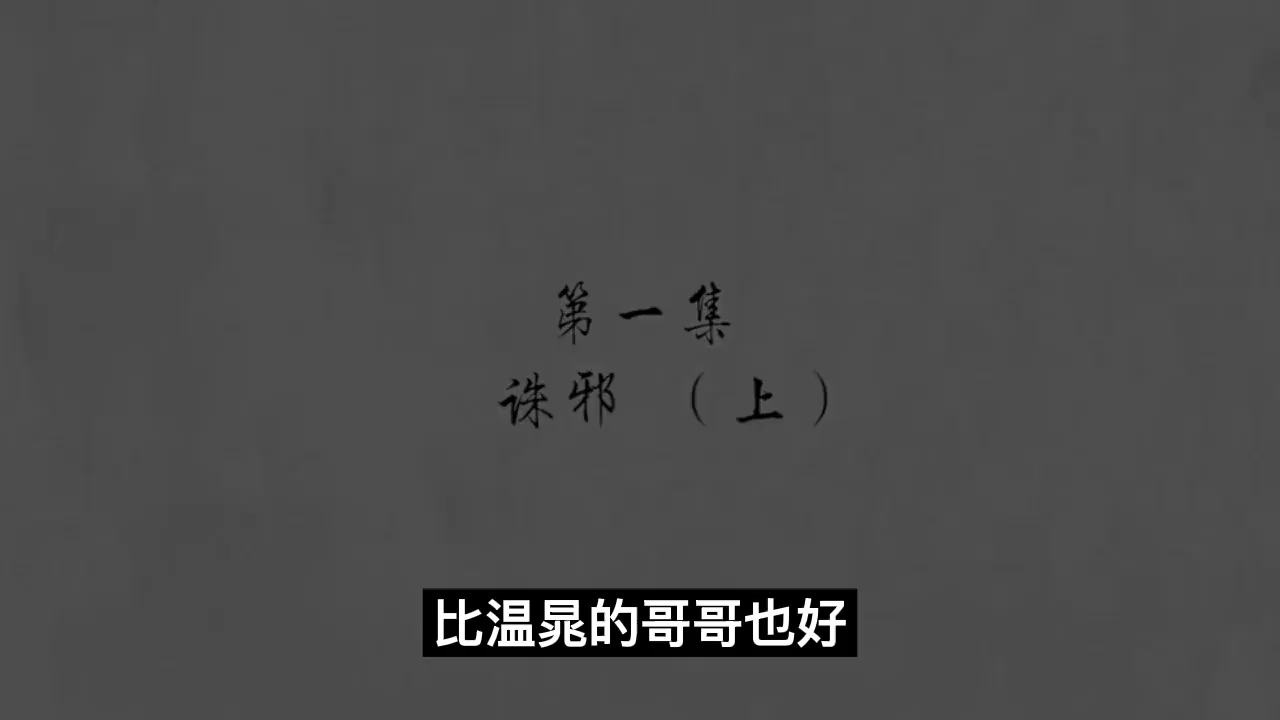 第一集
诛邪 （上）
比温晁的哥哥也好